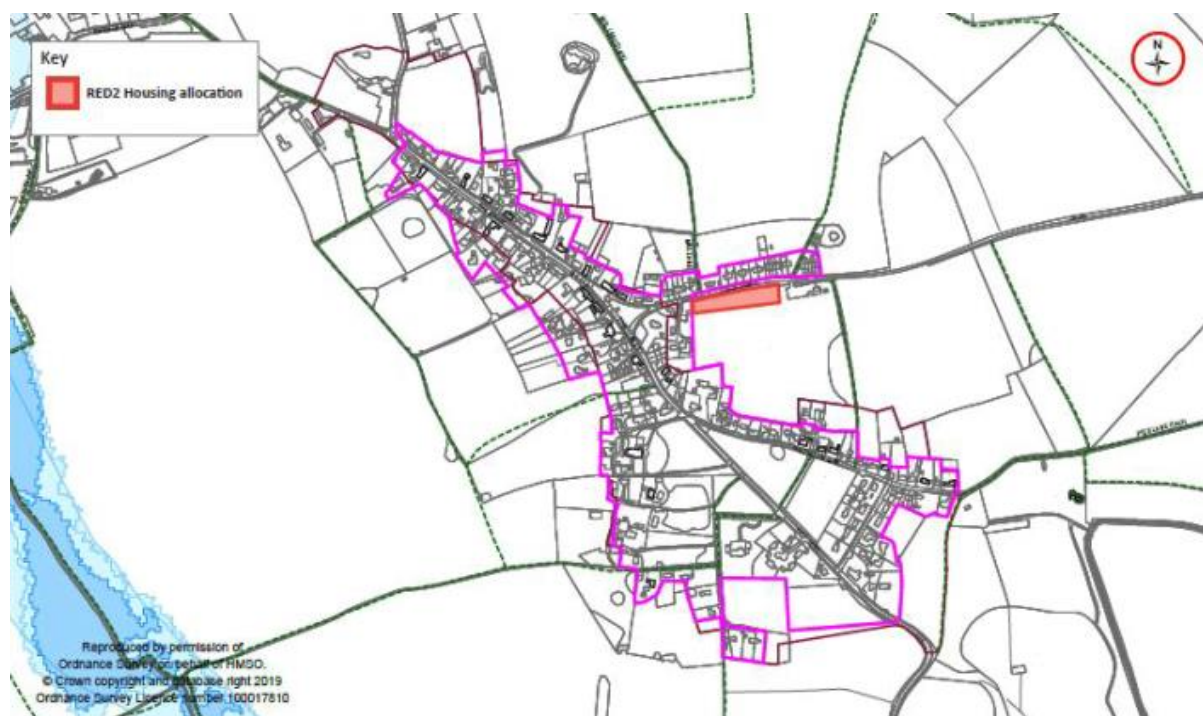 Key
RED2 Housing allocation
N
Reproduced by permission of
Ordnance Survey on behalf of HMSO.
© Crown copyright and database right 2019
Ordnance Survey Licence number 100017810